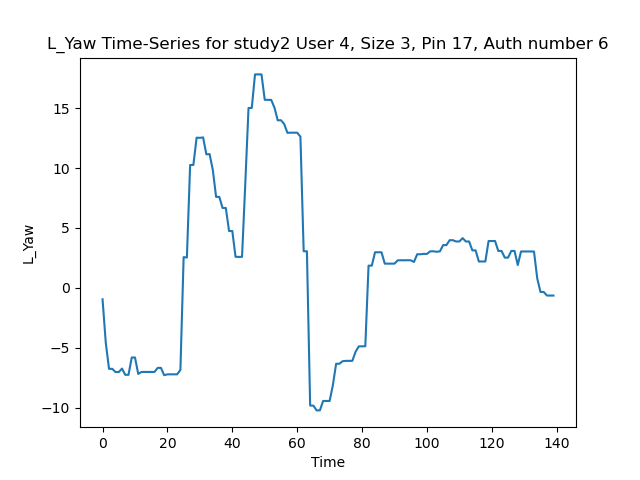 L_Yaw Time-Series for study2 User 4, Size 3, Pin 17, Auth number 6
L_Yaw
15
10
5
0
−5
−10
0 20 40 60 80 100 120 140
Time